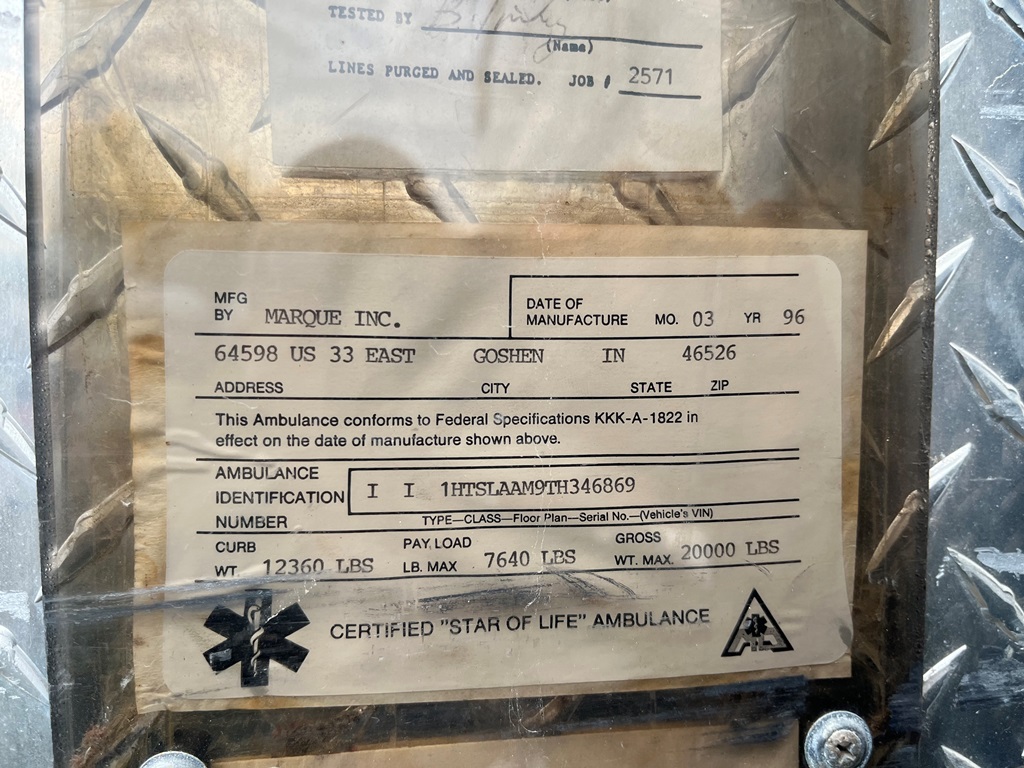 TESTED BY
(Name)
LINES PURGED AND SEALED. JOB # 2571
MFG BY MARQUE INC.
DATE OF MANUFACTURE MO. 03 YR 96
64598 US 33 EAST GOSHEN IN 46526
ADDRESS CITY STATE ZIP
This Ambulance conforms to Federal Specifications KKK-A-1822 in
effect on the date of manufacture shown above.
AMBULANCE
IDENTIFICATION
NUMBER
I I 1HTSLAAM9TH346869
TYPE—CLASS—Floor Plan—Serial No.—(Vehicle's VIN)
CURB WT. 12360 LBS
PAYLOAD LB. MAX 7640 LBS
GROSS WT. MAX. 20000 LBS
CERTIFIED "STAR OF LIFE" AMBULANCE